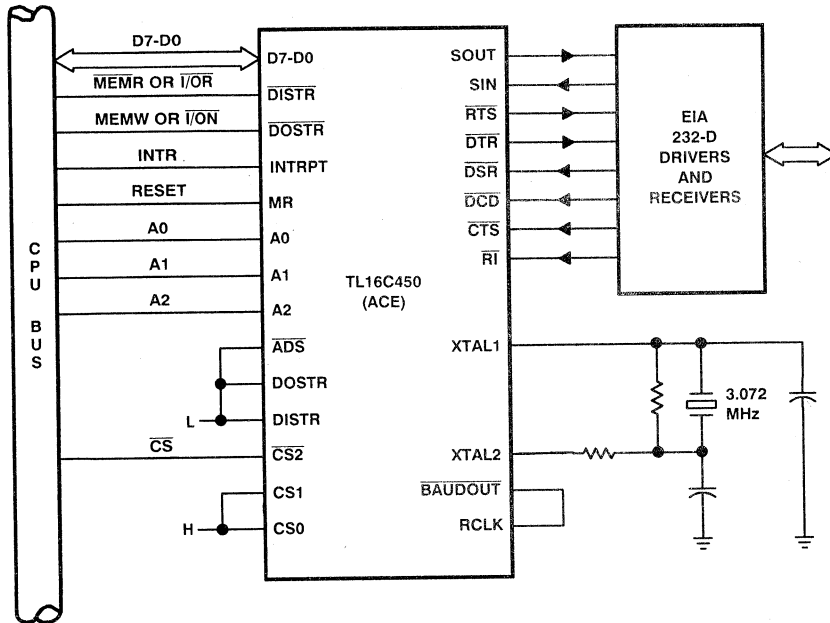 D7-D0
MEMR OR I/OR
MEMW OR I/ON
INTR
RESET
A0
A1
A2
CS
CPU BUS
D7-D0
DISTR
DOSTR
INTRPT
MR
A0
A1
A2
ADS
DOSTR
L
DISTR
CS2
CS1
H
CS0
TL16C450
(ACE)
SOUT
SIN
RTS
DTR
DSR
DCD
CTS
RI
XTAL1
XTAL2
BAUDOUT
RCLK
EIA
232-D
DRIVERS
AND
RECEIVERS
3.072
MHz